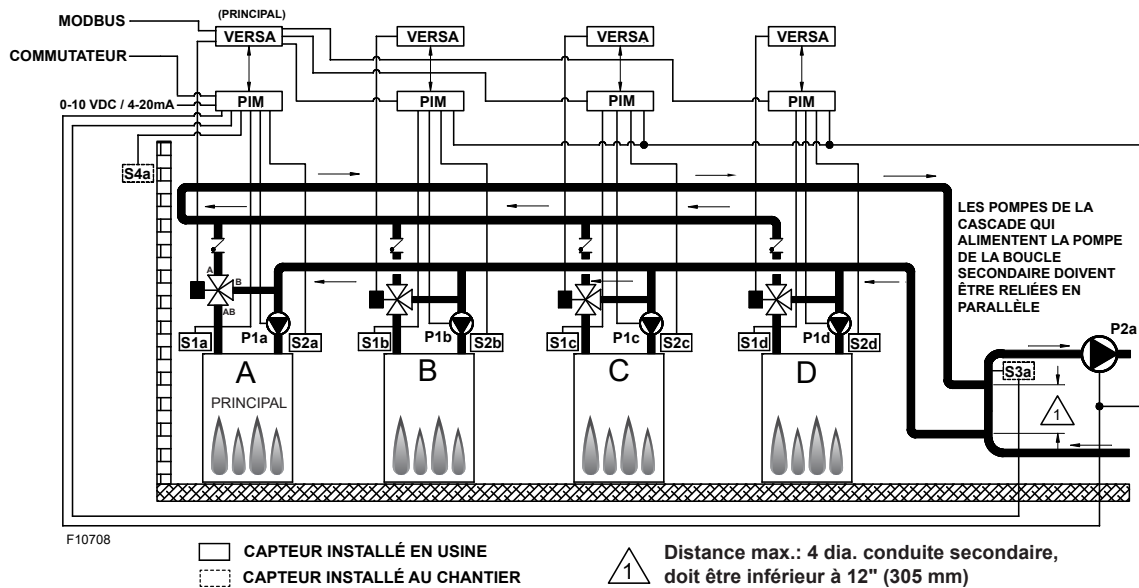 (PRINCIPAL)
MODBUS
VERSA
VERSA
VERSA
VERSA
COMMUTATEUR
0-10 VDC / 4-20mA
PIM
PIM
PIM
PIM
S4a
LES POMPES DE LA
CASCADE QUI
ALIMENTENT LA POMPE
DE LA BOUCLE
SECONDAIRE DOIVENT
ÊTRE RELIÉES EN
PARALLÈLE
A
B
AB
S1a
P1a
S2a
S1b
P1b
S2b
S1c
P1c
S2c
S1d
P1d
S2d
P2a
S3a
A
B
C
D
PRINCIPAL
1
F10708
CAPTEUR INSTALLÉ EN USINE
CAPTEUR INSTALLÉ AU CHANTIER
1
Distance max.: 4 dia. conduite secondaire,
doit être inférieur à 12" (305 mm)